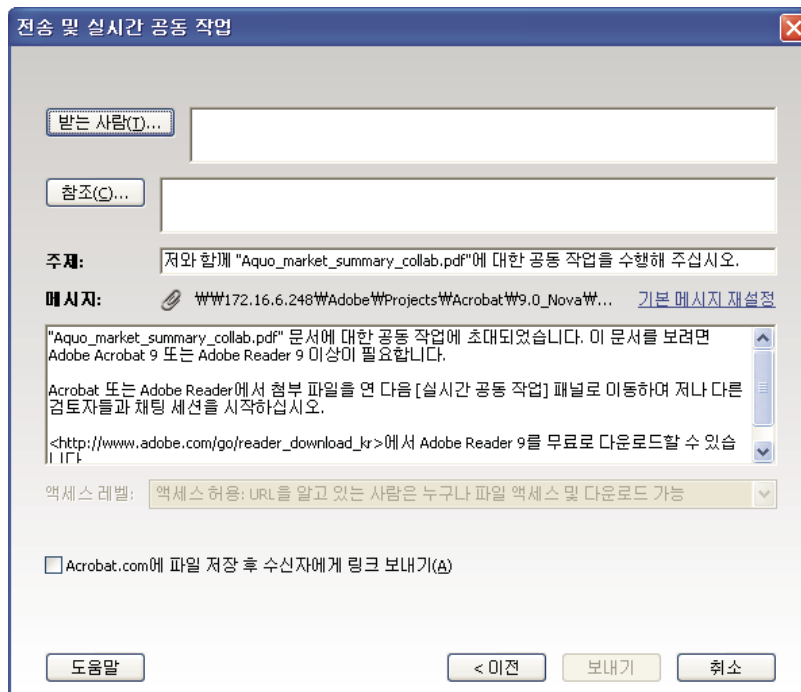 전송 및 실시간 공동 작업
받는 사람(T)...
참조(C)...
주제: 저와 함께 "Aquo_market_summary_collab.pdf"에 대한 공동 작업을 수행해 주십시오.
메시지: ₩₩172.16.6.248₩Adobe₩Projects₩Acrobat₩9.0_Nova₩... 기본 메시지 재설정
"Aquo_market_summary_collab.pdf" 문서에 대한 공동 작업에 초대되었습니다. 이 문서를 보려면
Adobe Acrobat 9 또는 Adobe Reader 9 이상이 필요합니다.
Acrobat 또는 Adobe Reader에서 첨부 파일을 연 다음 [실시간 공동 작업] 패널로 이동하여 저나 다른
검토자들과 채팅 세션을 시작하십시오.
<http://www.adobe.com/go/reader_download_kr>에서 Adobe Reader 9를 무료로 다운로드할 수 있습
액세스 레벨: 액세스 허용: URL을 알고 있는 사람은 누구나 파일 액세스 및 다운로드 가능
Acrobat.com에 파일 저장 후 수신자에게 링크 보내기(A)
도움말 < 이전 보내기 취소